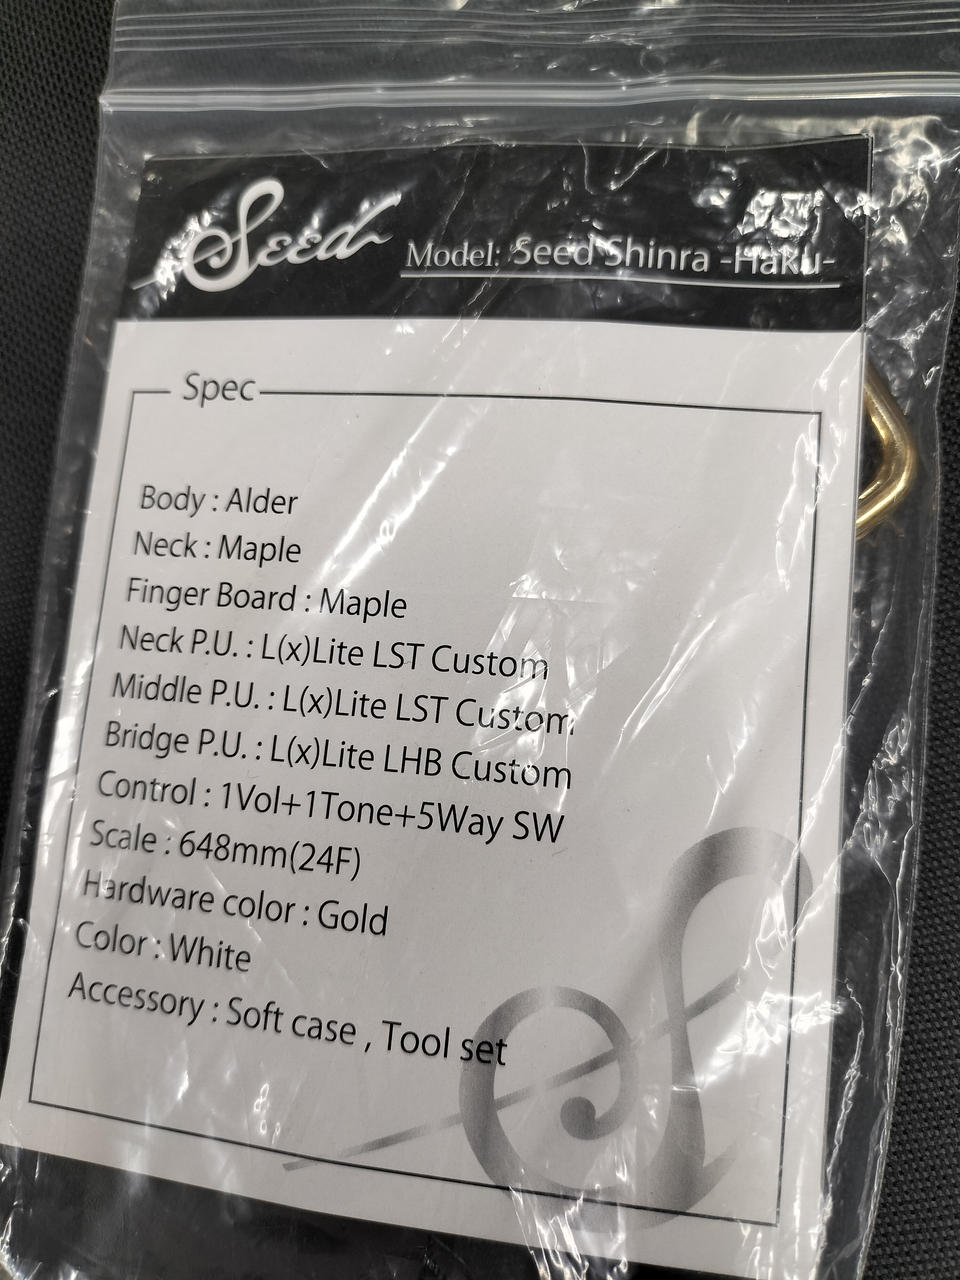 Seed
Model: Seed Shinra -Haku-
Spec
Body : Alder
Neck : Maple
Finger Board : Maple
Neck P.U. : L(x)Lite LST Custom
Middle P.U. : L(x)Lite LST Custom
Bridge P.U. : L(x)Lite LHB Custom
Control : 1Vol+1Tone+5Way SW
Scale : 648mm(24F)
Hardware color : Gold
Color : White
Accessory : Soft case , Tool set